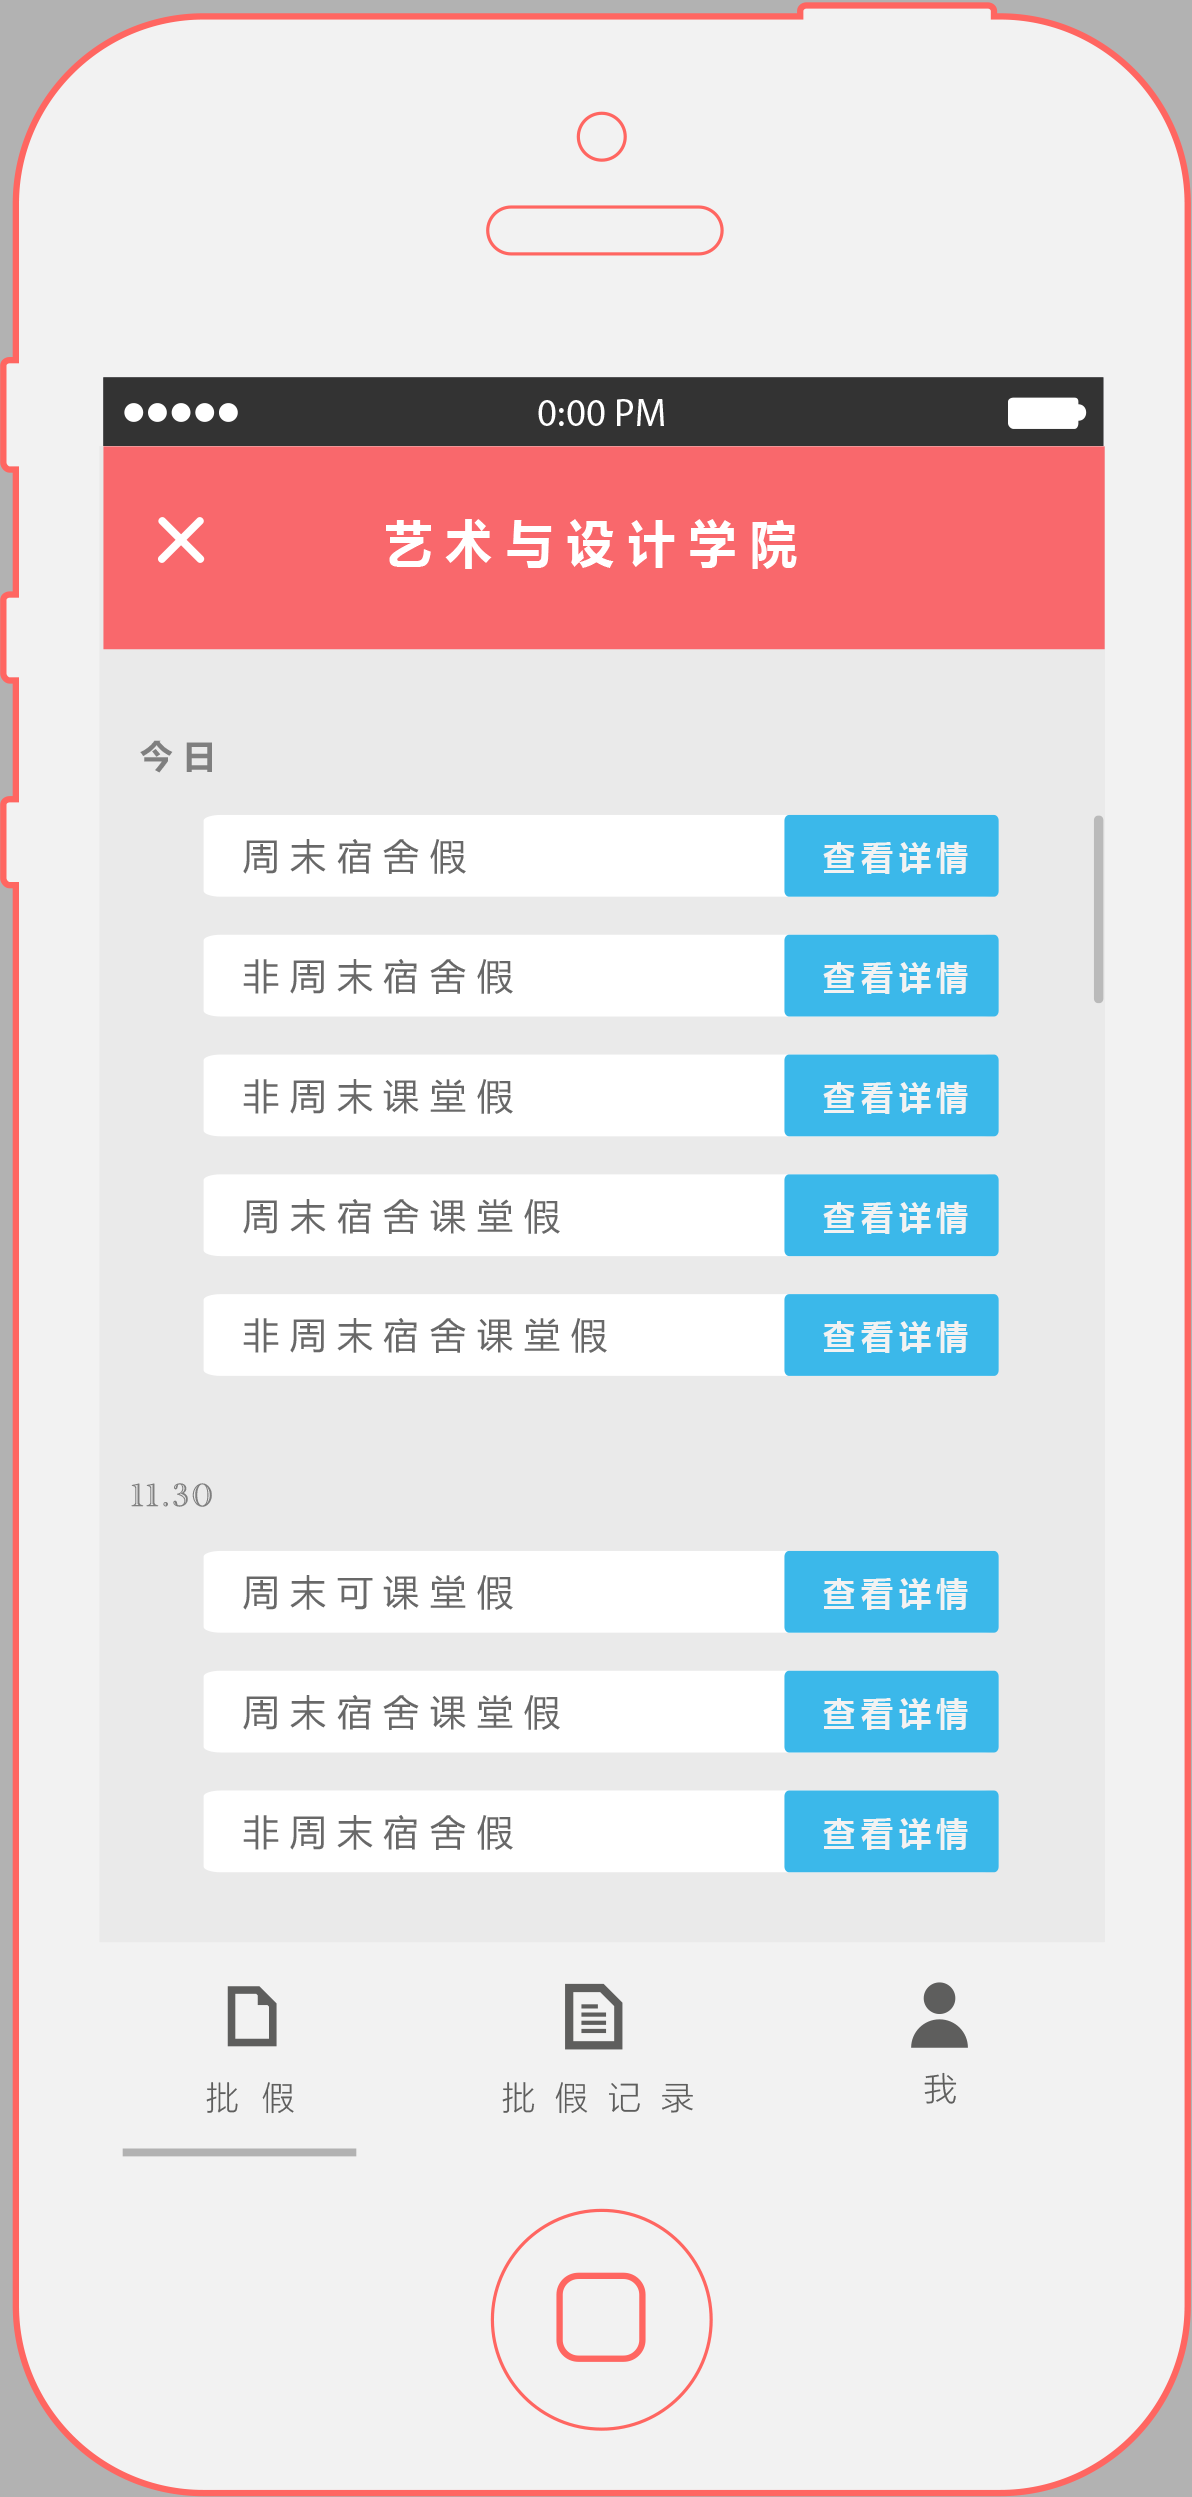 0:00 PM
艺术与设计学院
今日
周末宿舍假 查看详情
非周末宿舍假 查看详情
非周末课堂假 查看详情
周末宿舍课堂假 查看详情
非周末宿舍课堂假 查看详情
11.30
周末可课堂假 查看详情
周末宿舍课堂假 查看详情
非周末宿舍假 查看详情
批假 批假记录 我